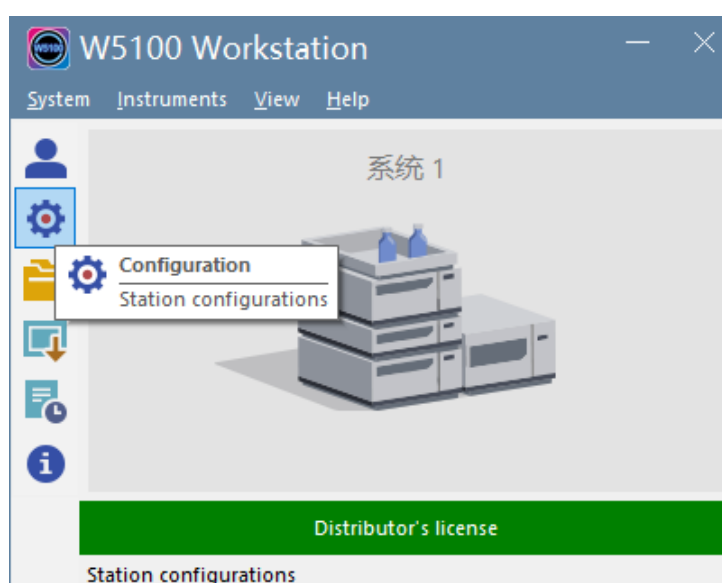 W5100 W5100 Workstation
System Instruments View Help
系统 1
Configuration
Station configurations
Distributor's license
Station configurations